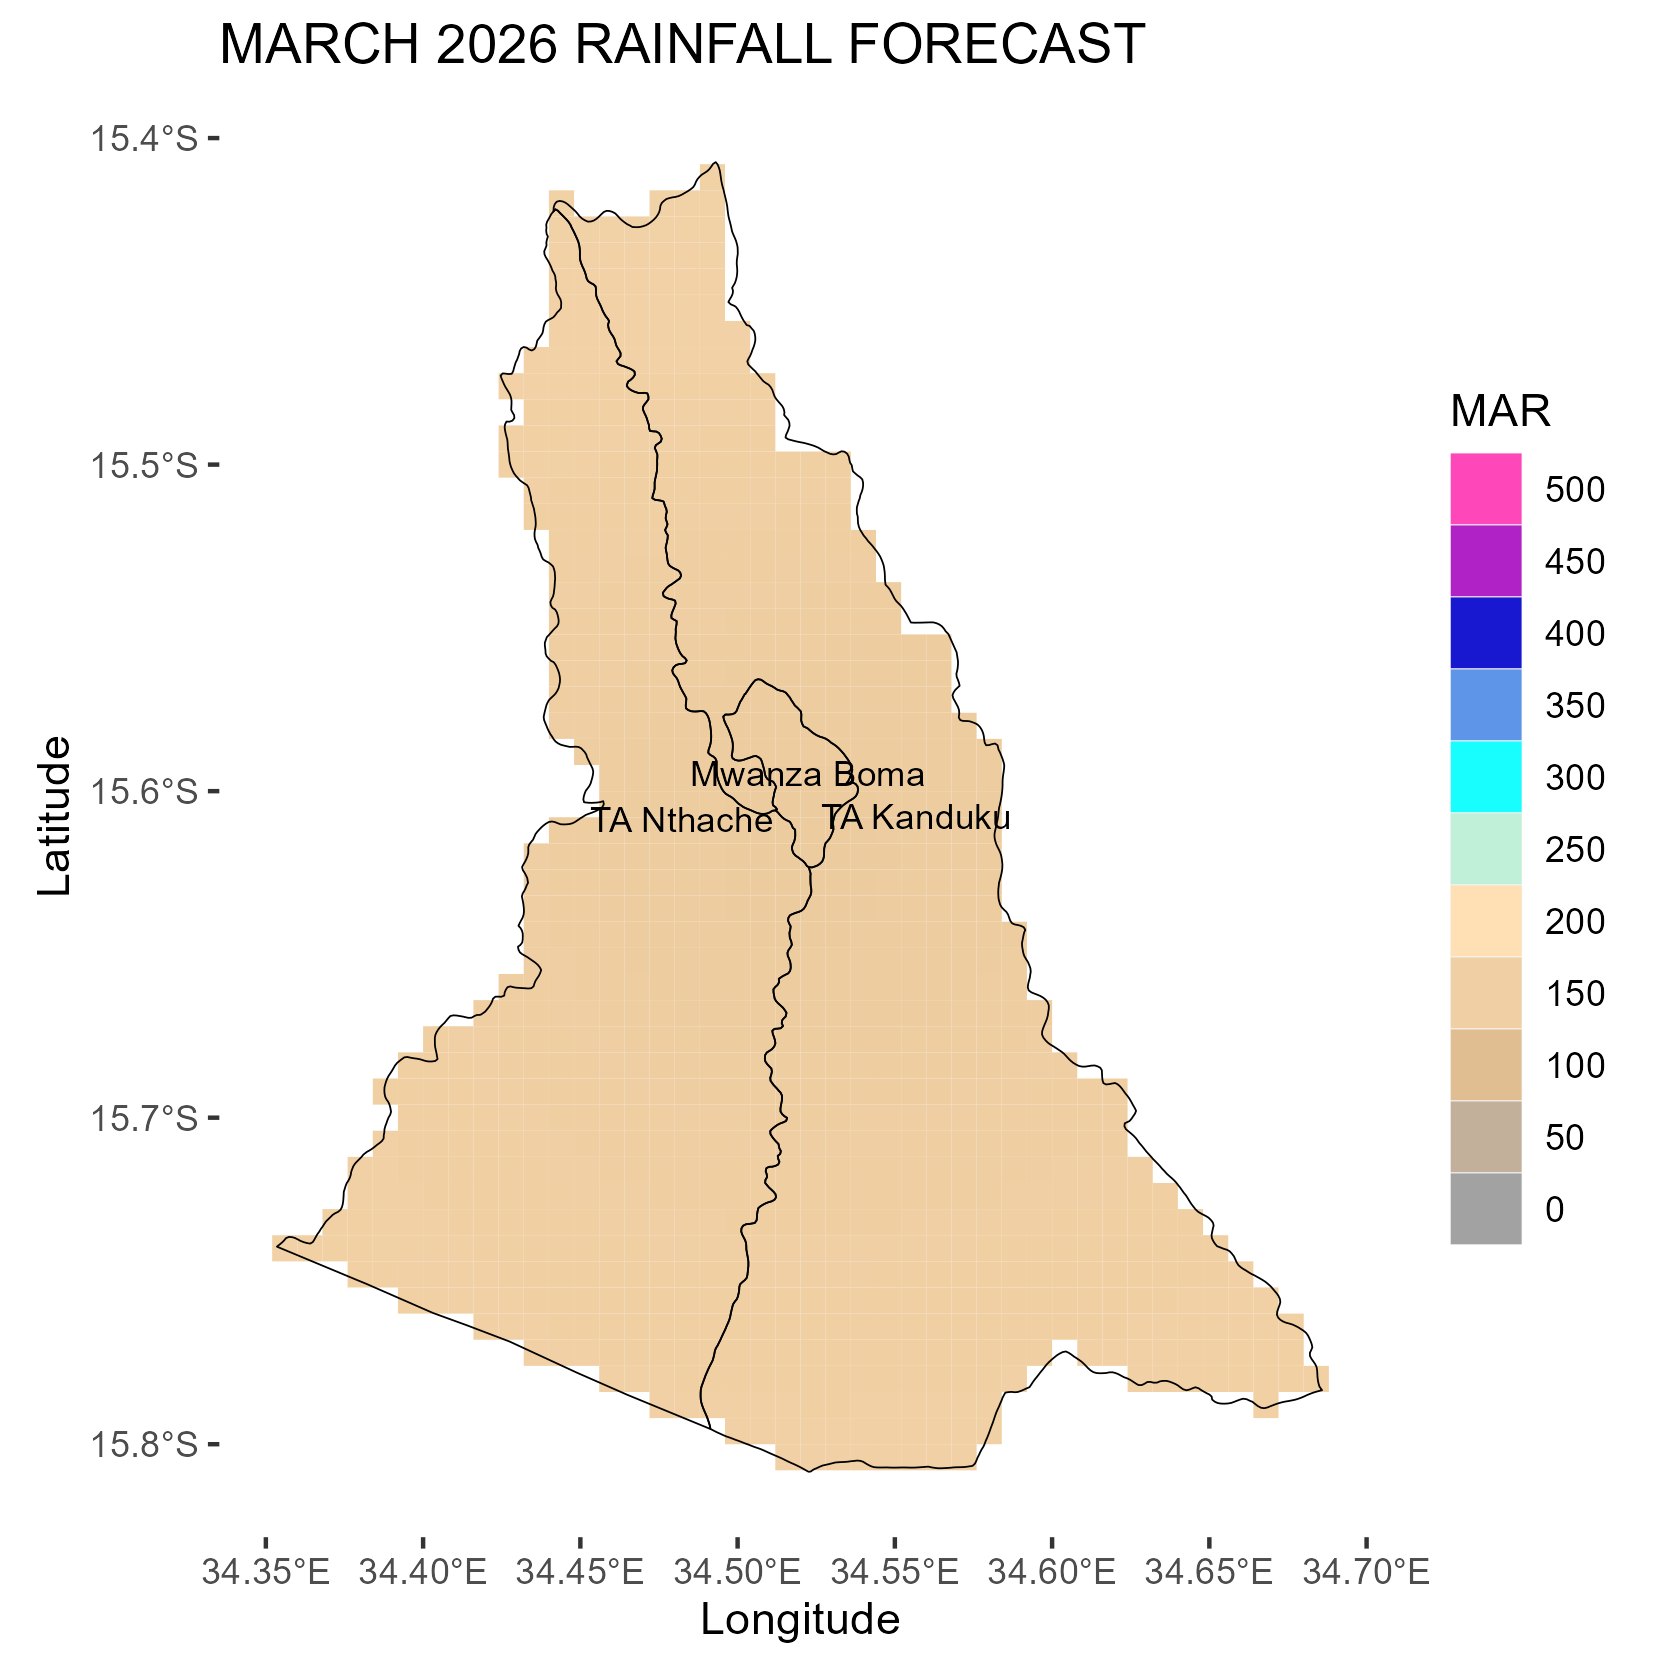 MARCH 2026 RAINFALL FORECAST
15.4°S
15.5°S
15.6°S
15.7°S
15.8°S
Latitude
Mwanza Boma
TA Nthache
TA Kanduku
MAR
500
450
400
350
300
250
200
150
100
50
0
34.35°E 34.40°E 34.45°E 34.50°E 34.55°E 34.60°E 34.65°E 34.70°E
Longitude